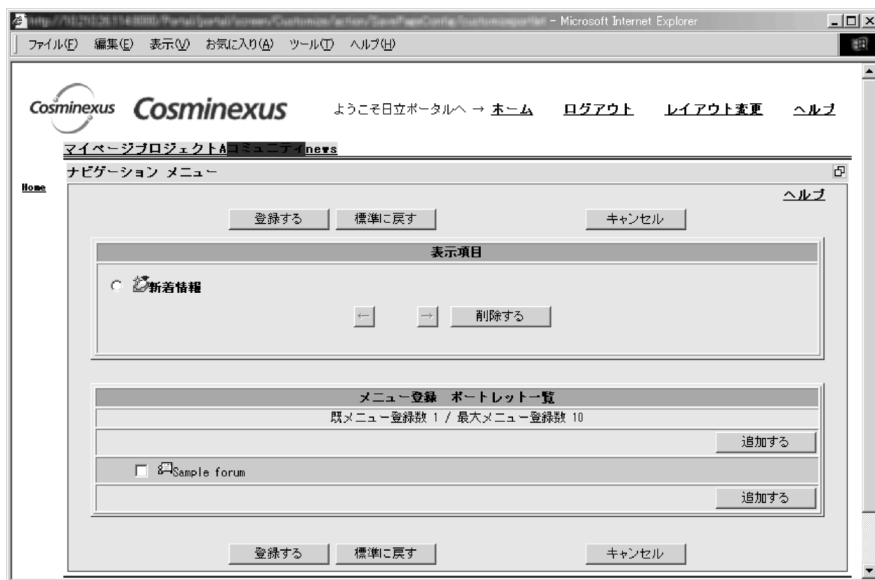 - Microsoft Internet Explorer
ファイル(F) 編集(E) 表示(V) お気に入り(A) ツール(T) ヘルプ(H)
Cosminexus Cosminexus ようこそ日立ポータルへ → ホーム ログアウト レイアウト変更 ヘルプ
マイページプロジェクトAコミュニティnews
ナビゲーション メニュー
Home
ヘルプ
登録する 標準に戻す キャンセル
表示項目
新着情報
← → 削除する
メニュー登録 ポートレット一覧
既メニュー登録数 1 / 最大メニュー登録数 10
追加する
Sample forum
追加する
登録する 標準に戻す キャンセル